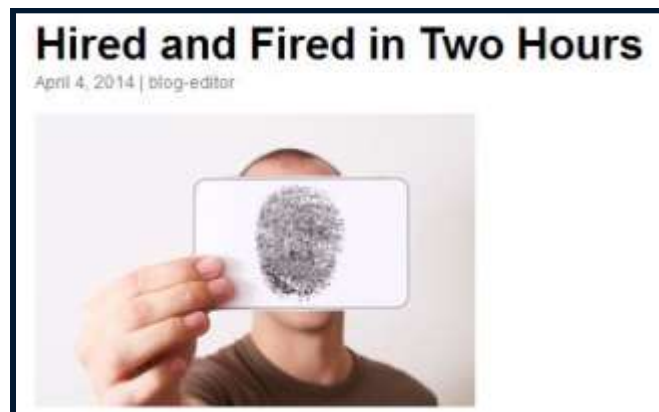 Hired and Fired in Two Hours
April 4, 2014 | blog-editor